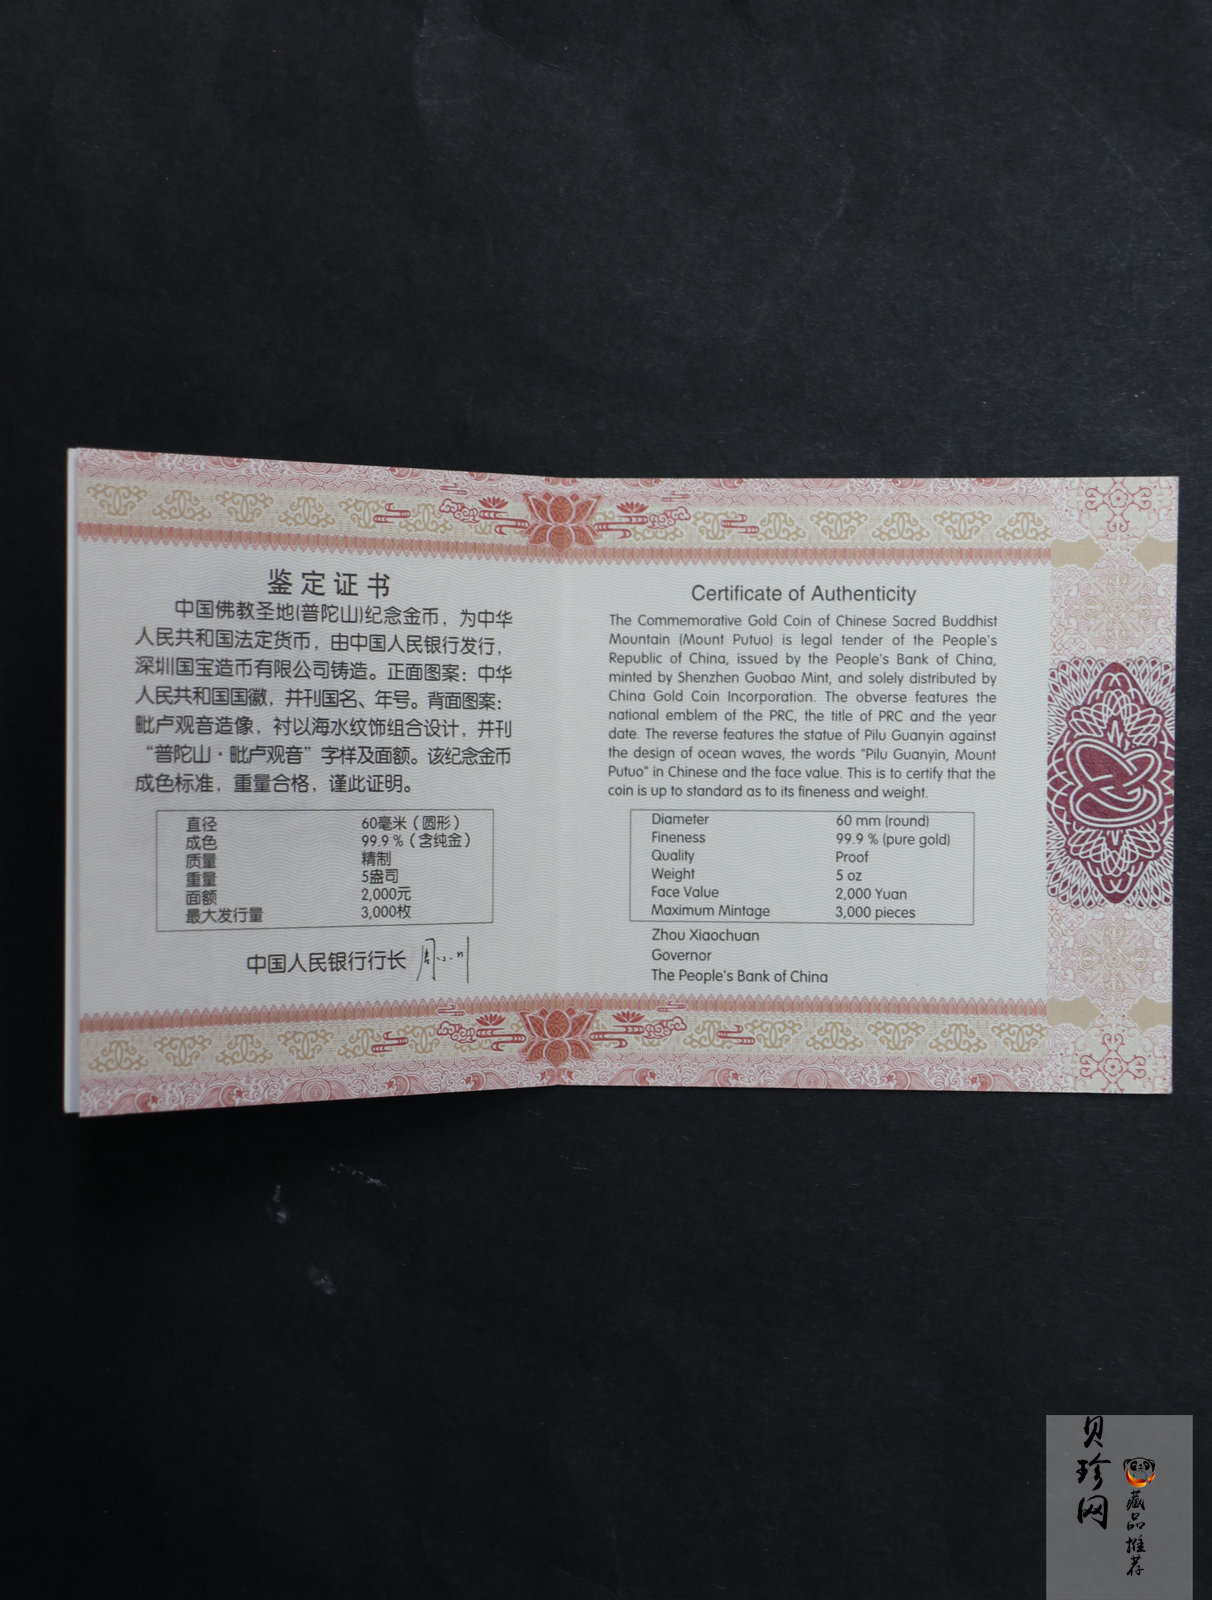 鉴定证书
中国佛教圣地(普陀山)纪念金币，为中华
人民共和国法定货币，由中国人民银行发行，
深圳国宝造币有限公司铸造。正面图案：中华
人民共和国国徽，并刊国名、年号。背面图案：
毗卢观音造像，衬以海水纹饰组合设计，并刊
“普陀山·毗卢观音”字样及面额。该纪念金币
成色标准，重量合格，谨此证明。
直径 60毫米（圆形）
成色 99.9 %（含纯金）
质量 精制
重量 5盎司
面额 2,000元
最大发行量 3,000枚
中国人民银行行长
Certificate of Authenticity
The Commemorative Gold Coin of Chinese Sacred Buddhist
Mountain (Mount Putuo) is legal tender of the People's
Republic of China, issued by the People's Bank of China,
minted by Shenzhen Guobao Mint, and solely distributed by
China Gold Coin Incorporation. The obverse features the
national emblem of the PRC, the title of PRC and the year
date. The reverse features the statue of Pilu Guanyin against
the design of ocean waves, the words "Pilu Guanyin, Mount
Putuo" in Chinese and the face value. This is to certify that the
coin is up to standard as to its fineness and weight.
Diameter 60 mm (round)
Fineness 99.9 % (pure gold)
Quality Proof
Weight 5 oz
Face Value 2,000 Yuan
Maximum Mintage 3,000 pieces
Zhou Xiaochuan
Governor
The People's Bank of China
贝珍网
藏品推荐